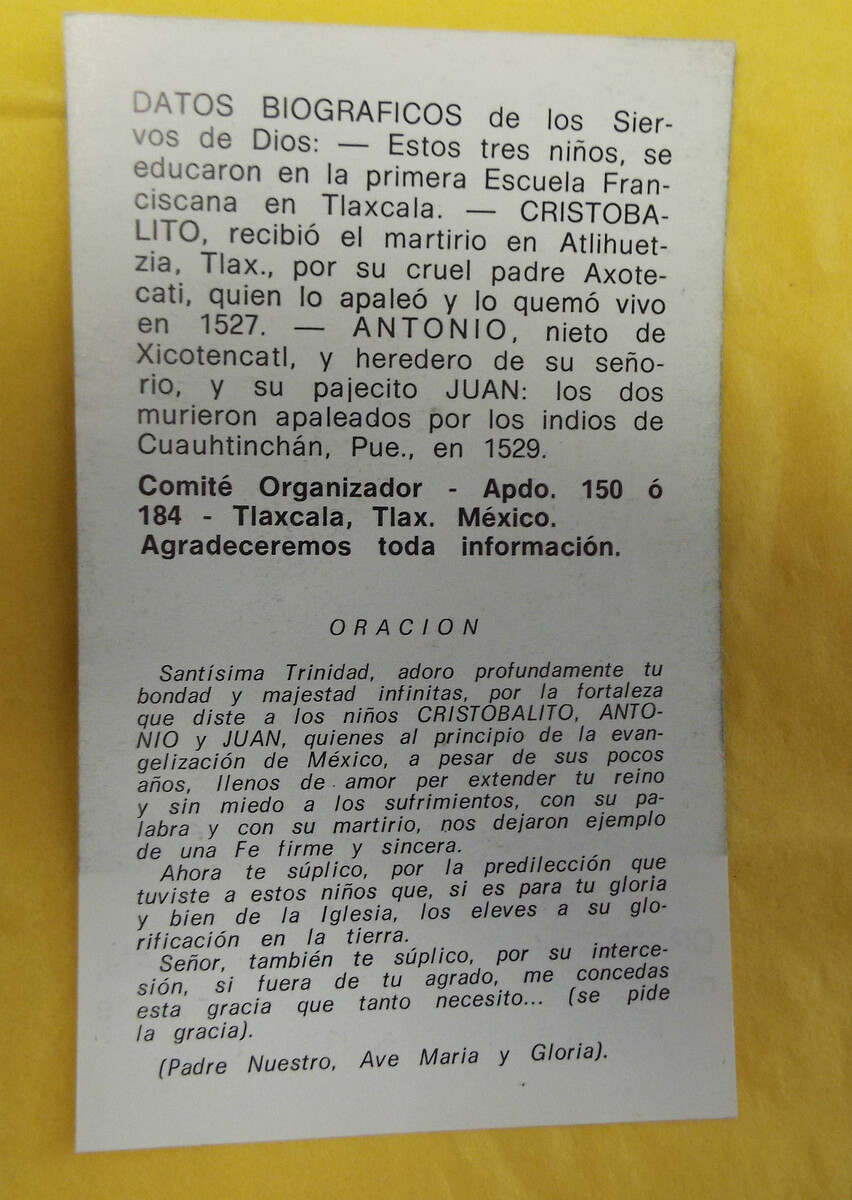 DATOS BIOGRAFICOS de los Sier-
vos de Dios: — Estos tres niños, se
educaron en la primera Escuela Fran-
ciscana en Tlaxcala. — CRISTOBA-
LITO, recibió el martirio en Atlihuet-
zia, Tlax., por su cruel padre Axote-
cati, quien lo apaleó y lo quemó vivo
en 1527. — ANTONIO, nieto de
Xicotencatl, y heredero de su seño-
rio, y su pajecito JUAN: los dos
murieron apaleados por los indios de
Cuauhtinchán, Pue., en 1529.
Comité Organizador - Apdo. 150 ó
184 - Tlaxcala, Tlax. México.
Agradeceremos toda información.
ORACION
Santísima Trinidad, adoro profundamente tu
bondad y majestad infinitas, por la fortaleza
que diste a los niños CRISTOBALITO, ANTO-
NIO y JUAN, quienes al principio de la evan-
gelización de México, a pesar de sus pocos
años, llenos de amor per extender tu reino
y sin miedo a los sufrimientos, con su pa-
labra y con su martirio, nos dejaron ejemplo
de una Fe firme y sincera.
Ahora te súplico, por la predilección que
tuviste a estos niños que, si es para tu gloria
y bien de la Iglesia, los eleves a su glo-
rificación en la tierra.
Señor, también te súplico, por su interce-
sión, si fuera de tu agrado, me concedas
esta gracia que tanto necesito... (se pide
la gracia).
(Padre Nuestro, Ave Maria y Gloria).